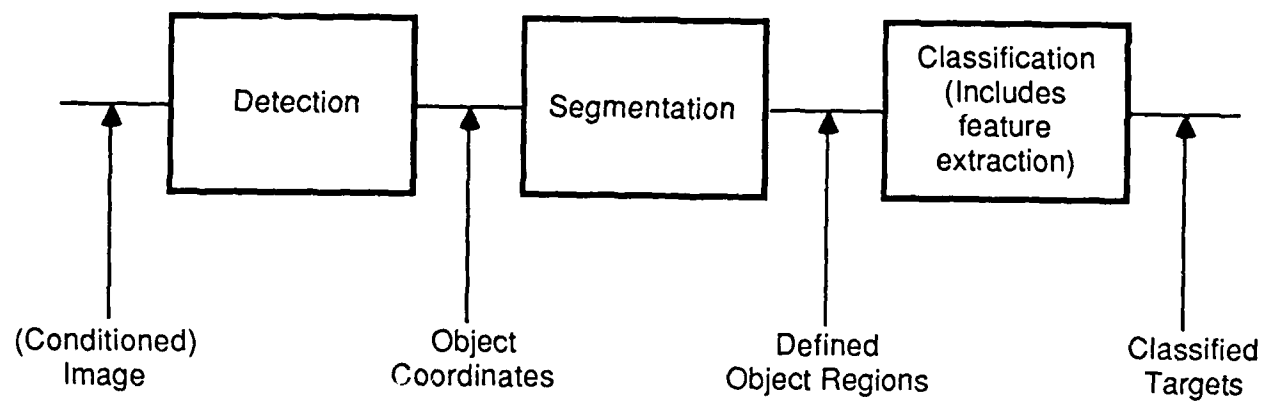 Detection
Segmentation
Classification
(Includes
feature
extraction)
(Conditioned)
Image
Object
Coordinates
Defined
Object Regions
Classified
Targets